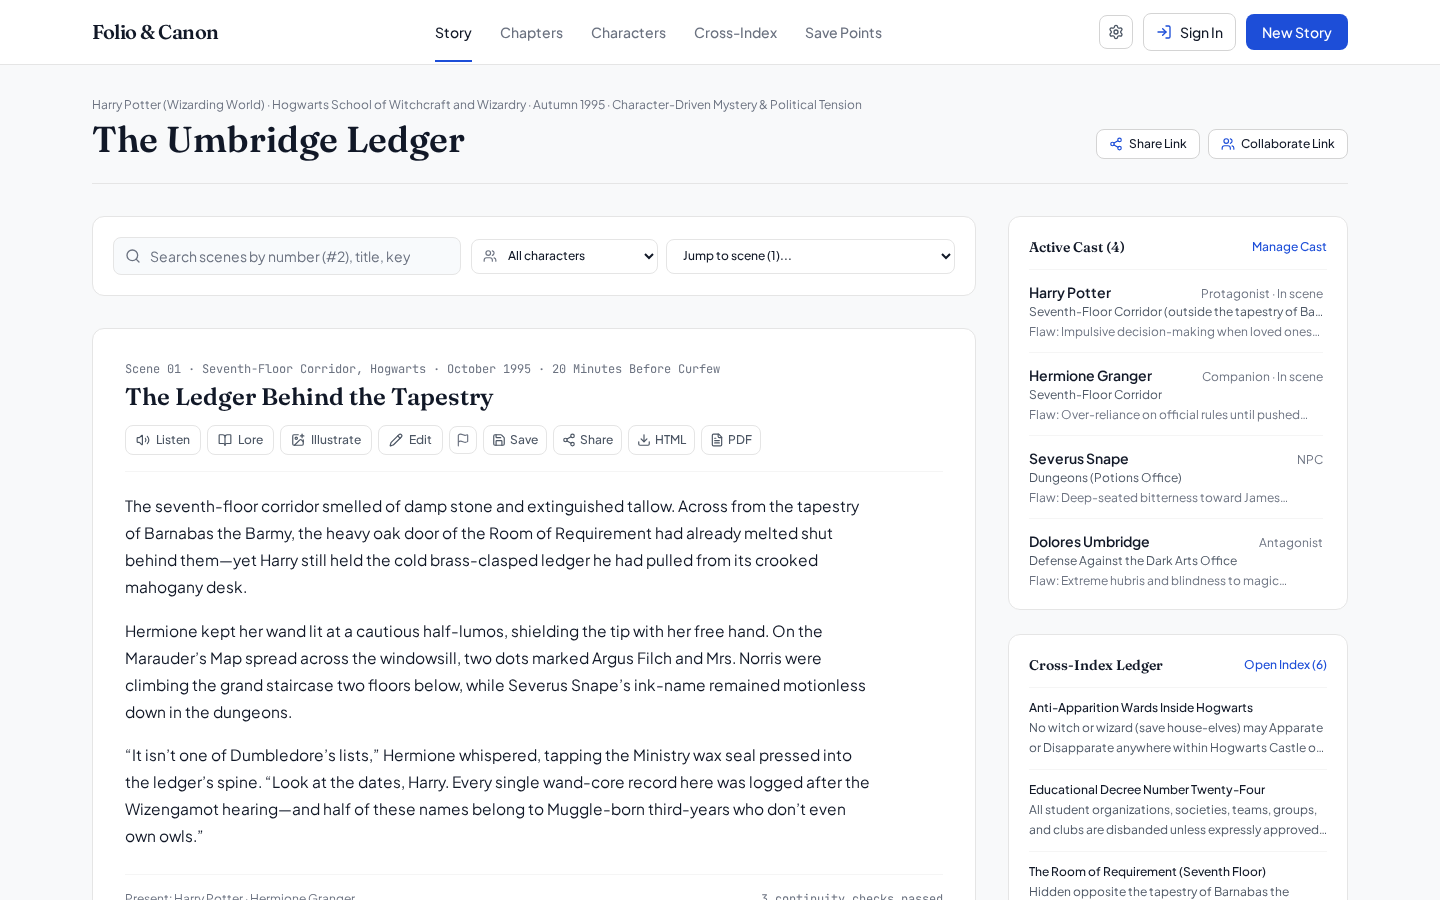 Folio & Canon
Story
Chapters
Characters
Cross-Index
Save Points
Sign In
New Story
Harry Potter (Wizarding World) · Hogwarts School of Witchcraft and Wizardry · Autumn 1995 · Character-Driven Mystery & Political Tension
The Umbridge Ledger
Share Link
Collaborate Link
Search scenes by number (#2), title, key
All characters
Jump to scene (1)...
Scene 01 · Seventh-Floor Corridor, Hogwarts · October 1995 · 20 Minutes Before Curfew
The Ledger Behind the Tapestry
Listen
Lore
Illustrate
Edit
Save
Share
HTML
PDF
The seventh-floor corridor smelled of damp stone and extinguished tallow. Across from the tapestry
of Barnabas the Barmy, the heavy oak door of the Room of Requirement had already melted shut
behind them—yet Harry still held the cold brass-clasped ledger he had pulled from its crooked
mahogany desk.
Hermione kept her wand lit at a cautious half-lumos, shielding the tip with her free hand. On the
Marauder’s Map spread across the windowsill, two dots marked Argus Filch and Mrs. Norris were
climbing the grand staircase two floors below, while Severus Snape’s ink-name remained motionless
down in the dungeons.
“It isn’t one of Dumbledore’s lists,” Hermione whispered, tapping the Ministry wax seal pressed into
the ledger’s spine. “Look at the dates, Harry. Every single wand-core record here was logged after the
Wizengamot hearing—and half of these names belong to Muggle-born third-years who don’t even
own owls.”
Present: Harry Potter · Hermione Granger
3 continuity checks passed
Active Cast (4)
Manage Cast
Harry Potter
Protagonist · In scene
Seventh-Floor Corridor (outside the tapestry of Ba…
Flaw: Impulsive decision-making when loved ones…
Hermione Granger
Companion · In scene
Seventh-Floor Corridor
Flaw: Over-reliance on official rules until pushed…
Severus Snape
NPC
Dungeons (Potions Office)
Flaw: Deep-seated bitterness toward James…
Dolores Umbridge
Antagonist
Defense Against the Dark Arts Office
Flaw: Extreme hubris and blindness to magic…
Cross-Index Ledger
Open Index (6)
Anti-Apparition Wards Inside Hogwarts
No witch or wizard (save house-elves) may Apparate
or Disapparate anywhere within Hogwarts Castle o…
Educational Decree Number Twenty-Four
All student organizations, societies, teams, groups,
and clubs are disbanded unless expressly approved…
The Room of Requirement (Seventh Floor)
Hidden opposite the tapestry of Barnabas the